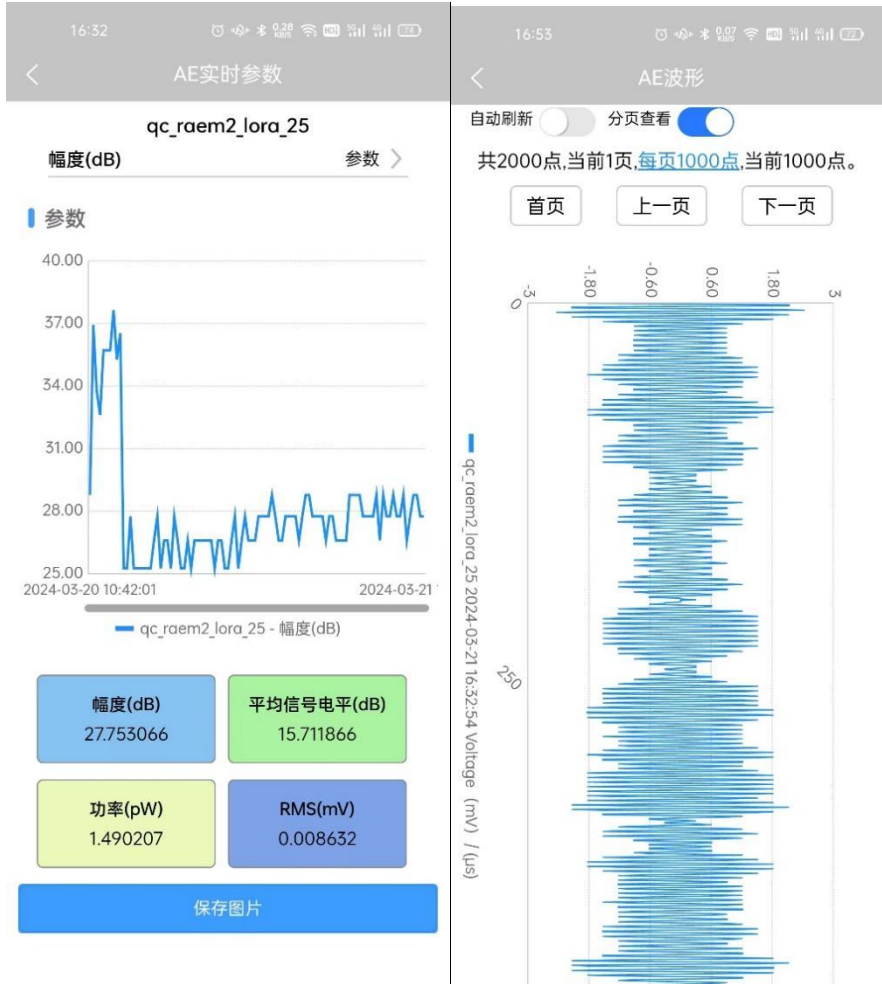 16:32
0.28 KB/S HD 5G 4G 74
AE实时参数
qc_raem2_lora_25
幅度(dB)
参数
参数
40.00
37.00
34.00
31.00
28.00
25.00
2024-03-20 10:42:01
2024-03-21
qc_raem2_lora_25 - 幅度(dB)
幅度(dB)
27.753066
平均信号电平(dB)
15.711866
功率(pW)
1.490207
RMS(mV)
0.008632
保存图片
16:53
0.07 KB/S 5G 4G 72
AE波形
自动刷新
分页查看
共2000点,当前1页,每页1000点,当前1000点。
首页
上一页
下一页
-3
-1.80
-0.60
0.60
1.80
3
0
250
qc_raem2_lora_25 2024-03-21 16:32:54 Voltage (mV) / (μs)